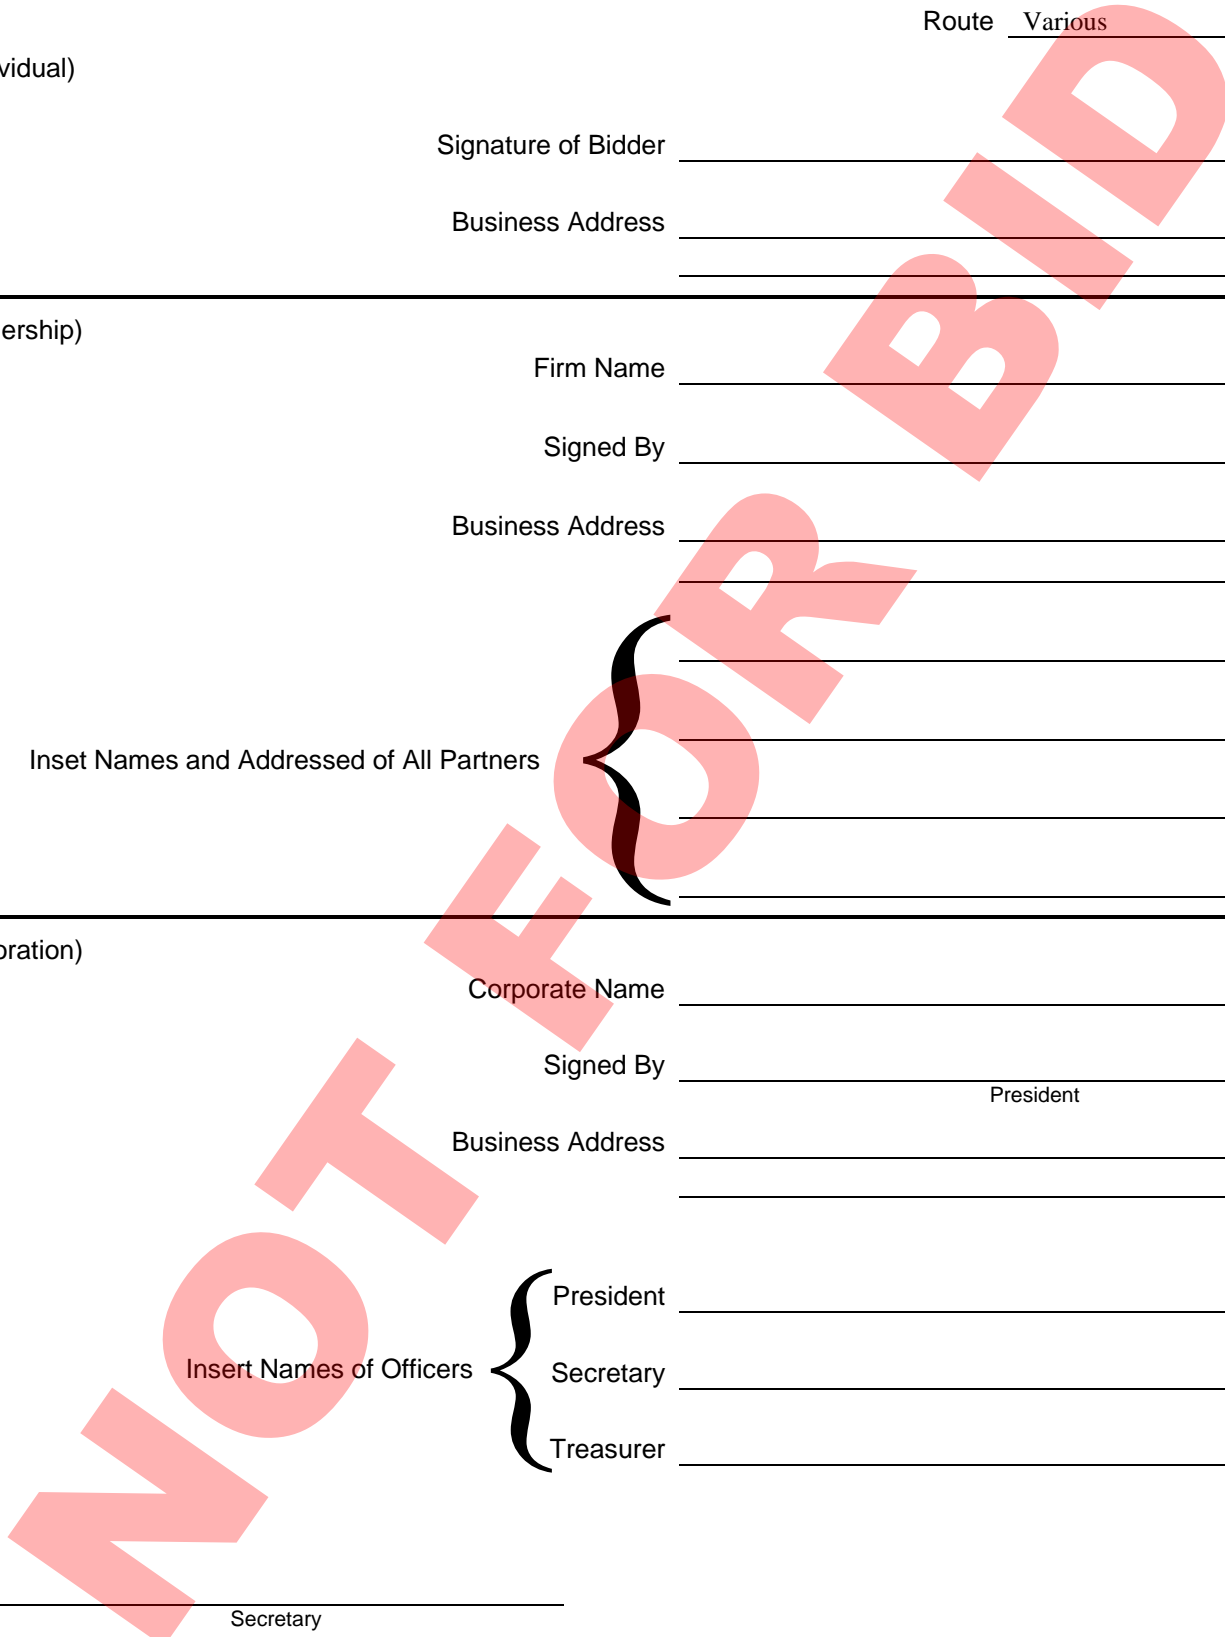 Route Various
vidual)
Signature of Bidder
Business Address
ership)
Firm Name
Signed By
Business Address
Inset Names and Addressed of All Partners
oration)
Corporate Name
Signed By
President
Business Address
President
Insert Names of Officers
Secretary
Treasurer
Secretary
NOT FOR BID